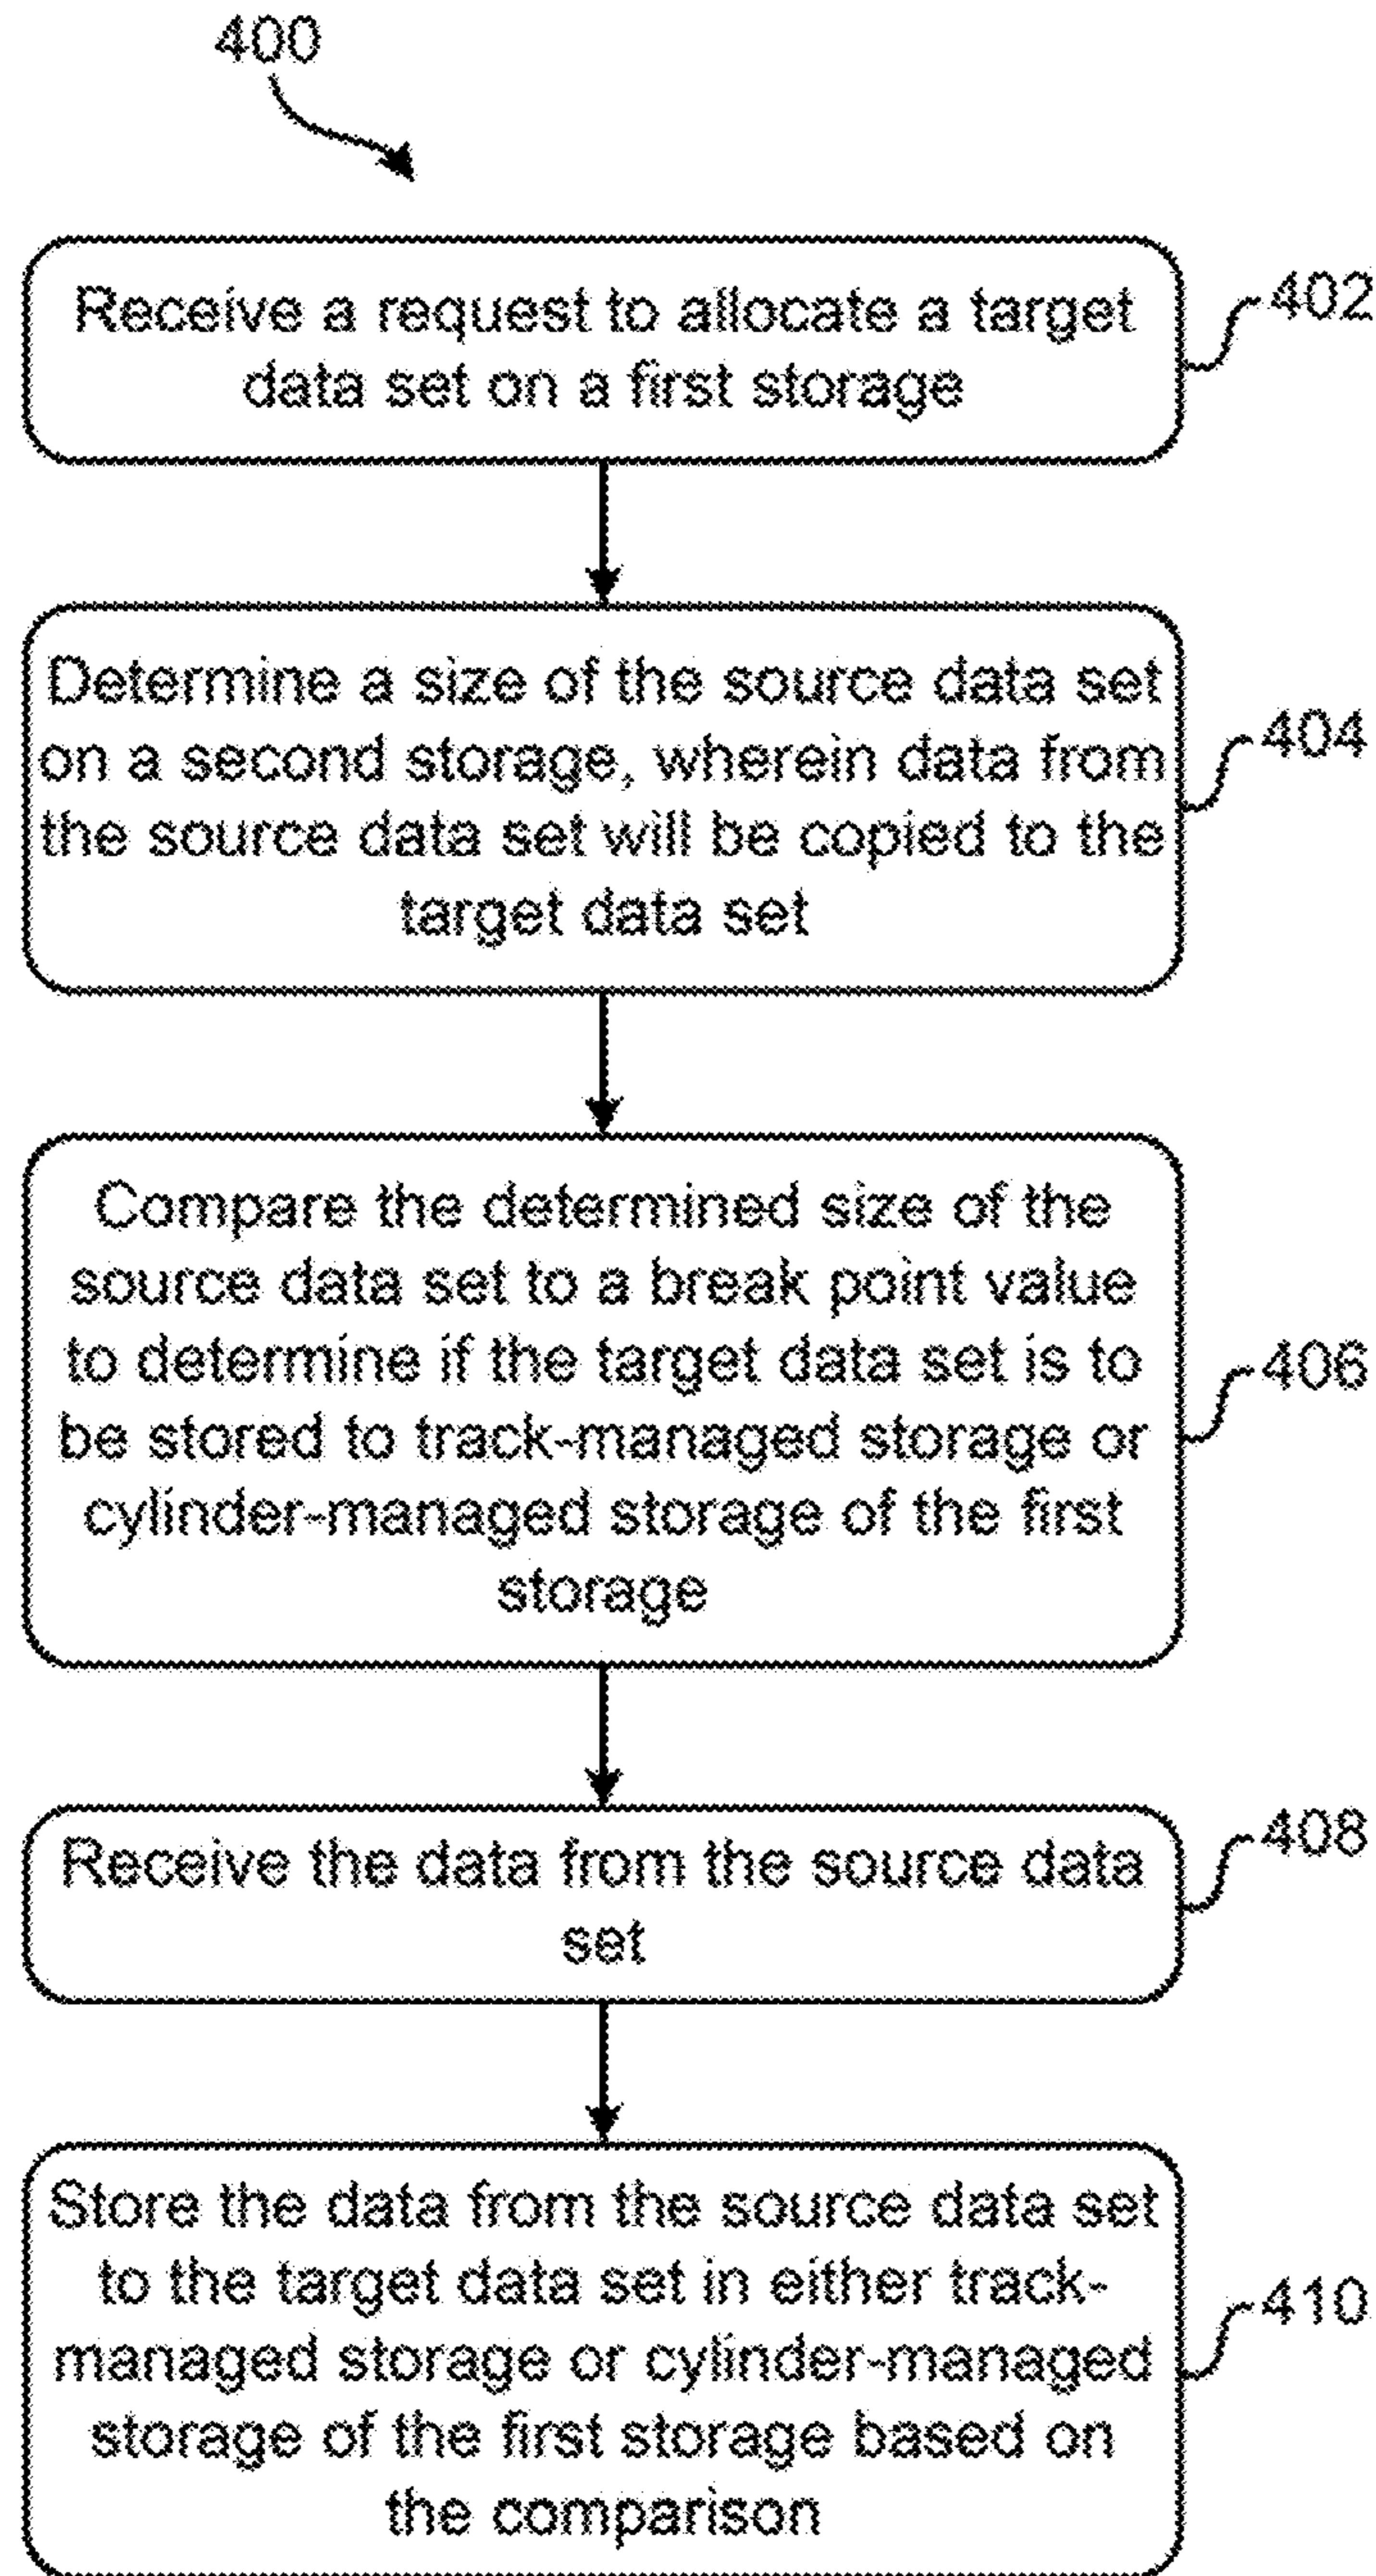 400
Receive a request to allocate a target
data set on a first storage
402
Determine a size of the source data set
on a second storage, wherein data from
the source data set will be copied to the
target data set
404
Compare the determined size of the
source data set to a break point value
to determine if the target data set is to
be stored to track-managed storage or
cylinder-managed storage of the first
storage
406
Receive the data from the source data
set
408
Store the data from the source data set
to the target data set in either track-
managed storage or cylinder-managed
storage of the first storage based on
the comparison
410